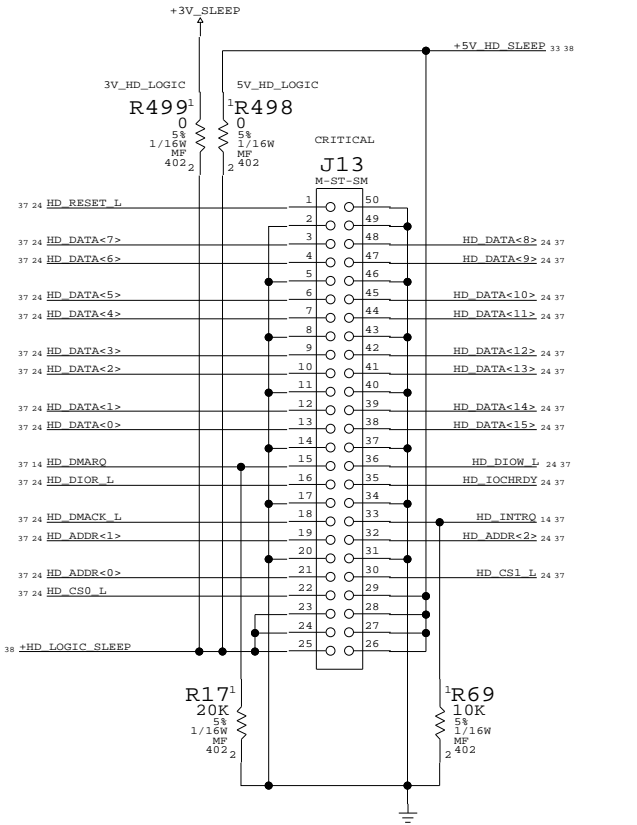 +3V_SLEEP
+5V_HD_SLEEP 33 38
3V_HD_LOGIC 5V_HD_LOGIC
R499 1 1 R498
0 0
5% 5%
1/16W 1/16W
MF MF
402 2 2 402
CRITICAL
J13
M-ST-SM
37 24 HD_RESET_L 1 50
2 49
37 24 HD_DATA<7> 3 48 HD_DATA<8> 24 37
37 24 HD_DATA<6> 4 47 HD_DATA<9> 24 37
5 46
37 24 HD_DATA<5> 6 45 HD_DATA<10> 24 37
37 24 HD_DATA<4> 7 44 HD_DATA<11> 24 37
8 43
37 24 HD_DATA<3> 9 42 HD_DATA<12> 24 37
37 24 HD_DATA<2> 10 41 HD_DATA<13> 24 37
11 40
37 24 HD_DATA<1> 12 39 HD_DATA<14> 24 37
37 24 HD_DATA<0> 13 38 HD_DATA<15> 24 37
14 37
37 14 HD_DMARQ 15 36 HD_DIOW_L 24 37
37 24 HD_DIOR_L 16 35 HD_IOCHRDY 24 37
17 34
37 24 HD_DMACK_L 18 33 HD_INTRQ 14 37
37 24 HD_ADDR<1> 19 32 HD_ADDR<2> 24 37
20 31
37 24 HD_ADDR<0> 21 30 HD_CS1_L 24 37
37 24 HD_CS0_L 22 29
23 28
24 27
38 +HD_LOGIC_SLEEP 25 26
R17 1 1 R69
20K 10K
5% 5%
1/16W 1/16W
MF MF
402 2 2 402